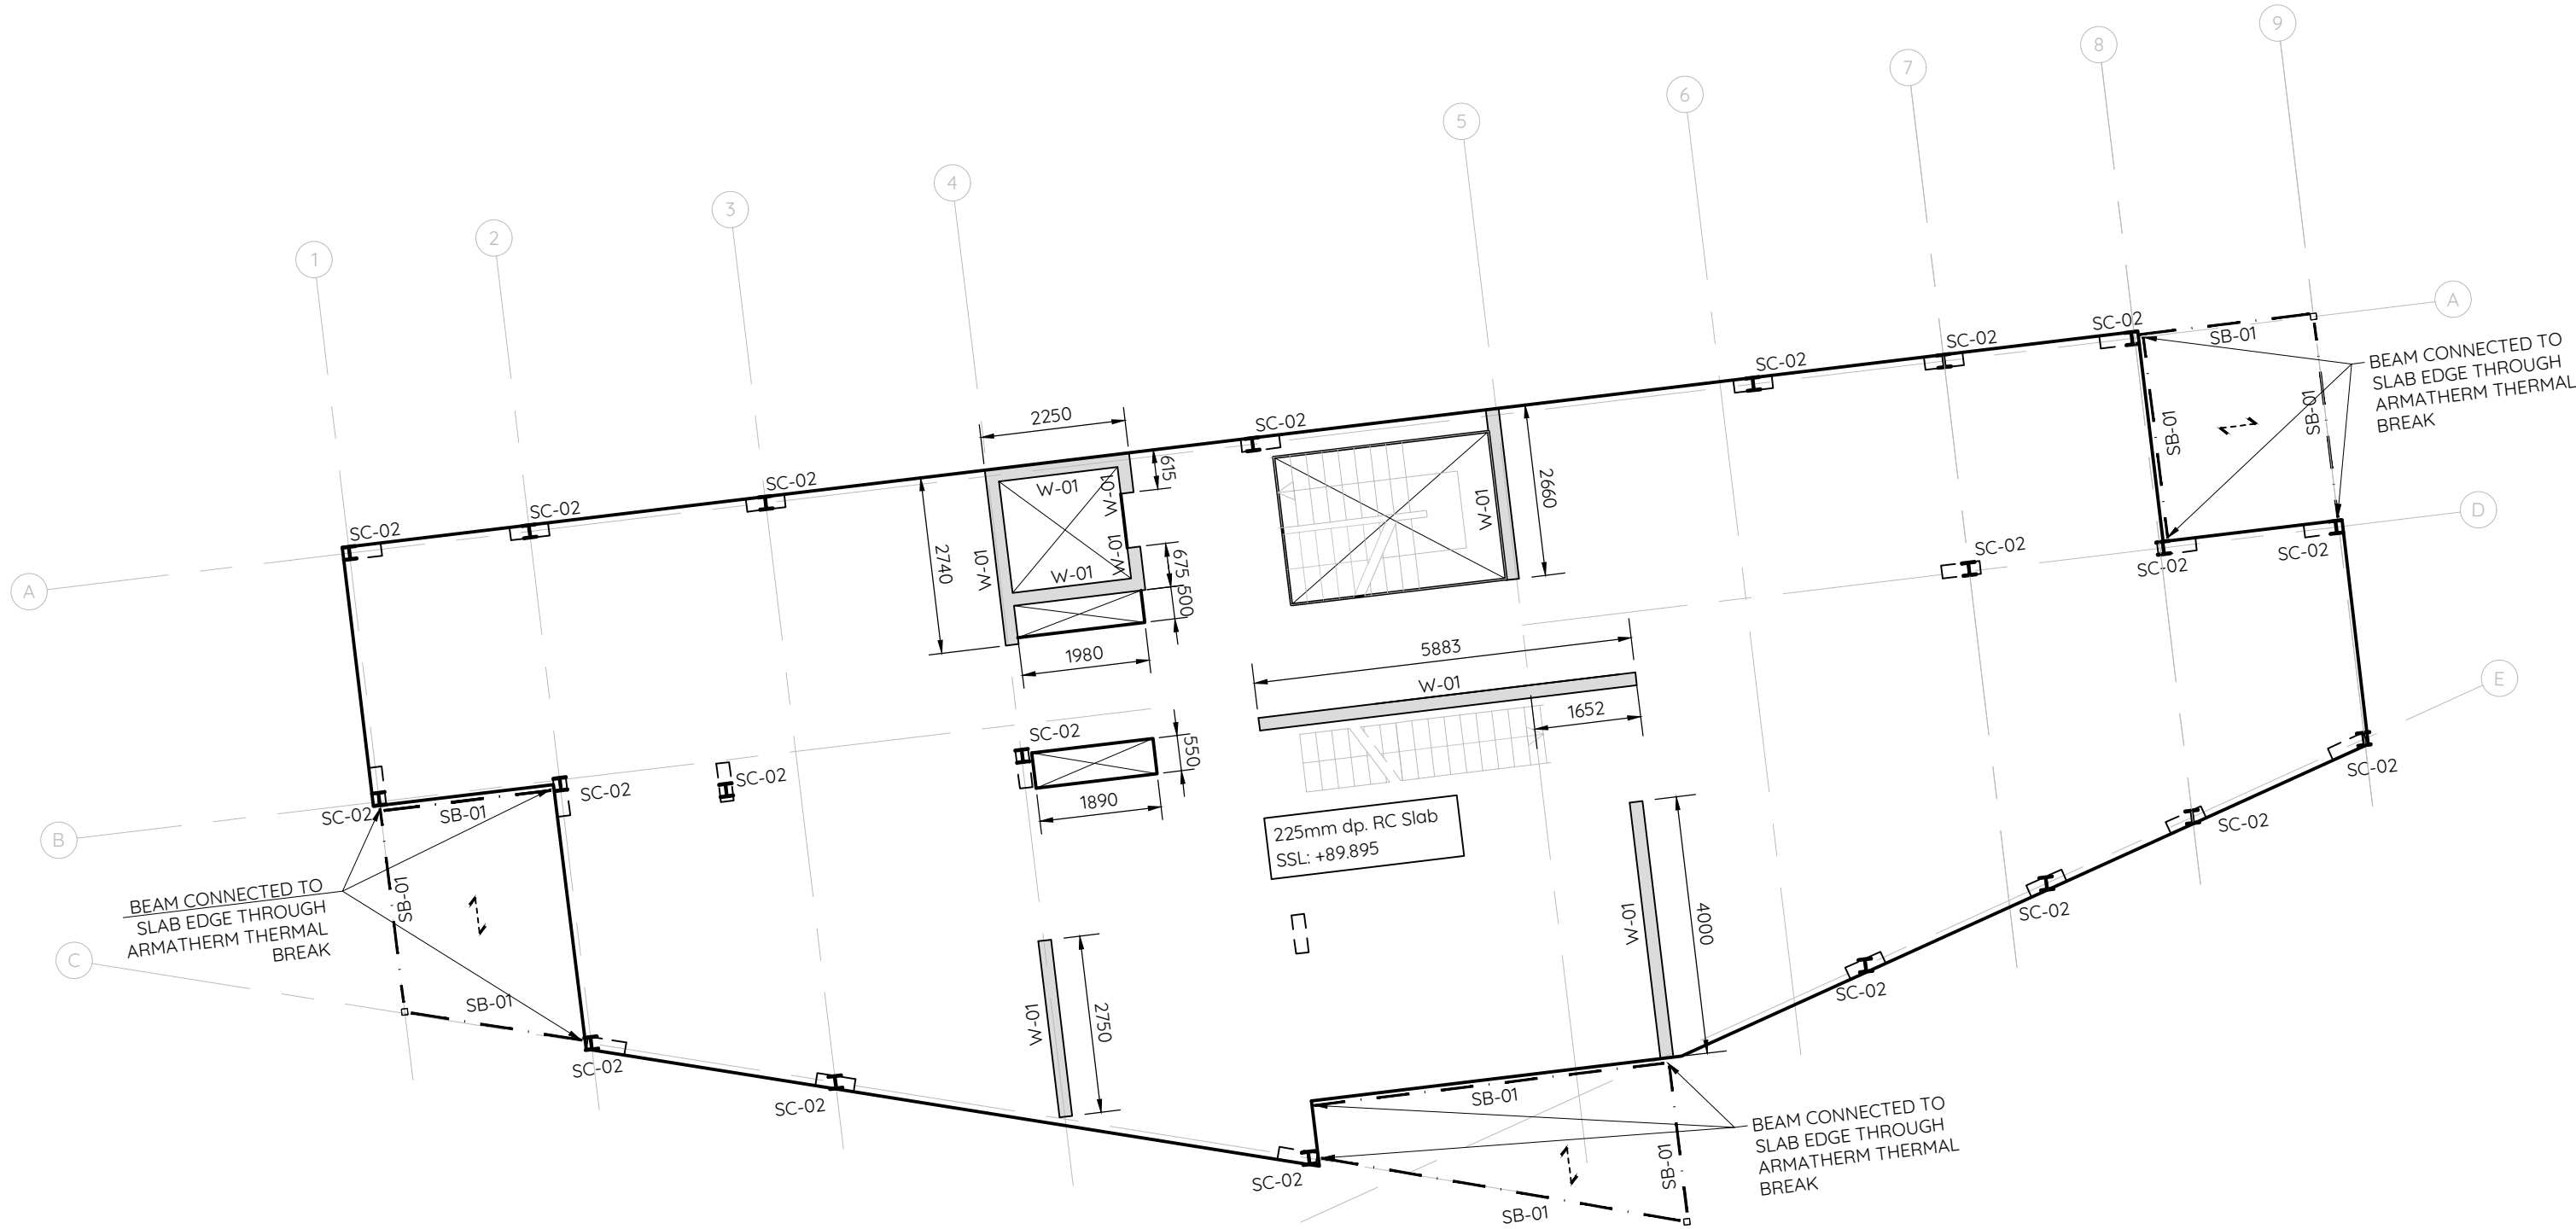 9
8
7
6
5
4
3
2
1
A
SC-02
SC-02
SB-01
BEAM CONNECTED TO
SLAB EDGE THROUGH
ARMATHERM THERMAL
BREAK
SC-02
SB-01
SB-01
2250
SC-02
615
2660
W-01
W-01
W-01
SC-02
SC-02
SC-02
2740
W-01
W-01
W-01
675
500
D
SC-02
SC-02
SC-02
A
1980
5883
W-01
1652
E
SC-02
550
1890
SC-02
SC-02
SC-02
SB-01
B
225mm dp. RC Slab
SSL: +89.895
SC-02
SC-02
SC-02
SC-02
BEAM CONNECTED TO
SLAB EDGE THROUGH
ARMATHERM THERMAL
BREAK
SB-01
W-01
4000
C
SB-01
W-01
2750
SC-02
SC-02
SB-01
BEAM CONNECTED TO
SLAB EDGE THROUGH
ARMATHERM THERMAL
BREAK
SB-01
SC-02
SB-01